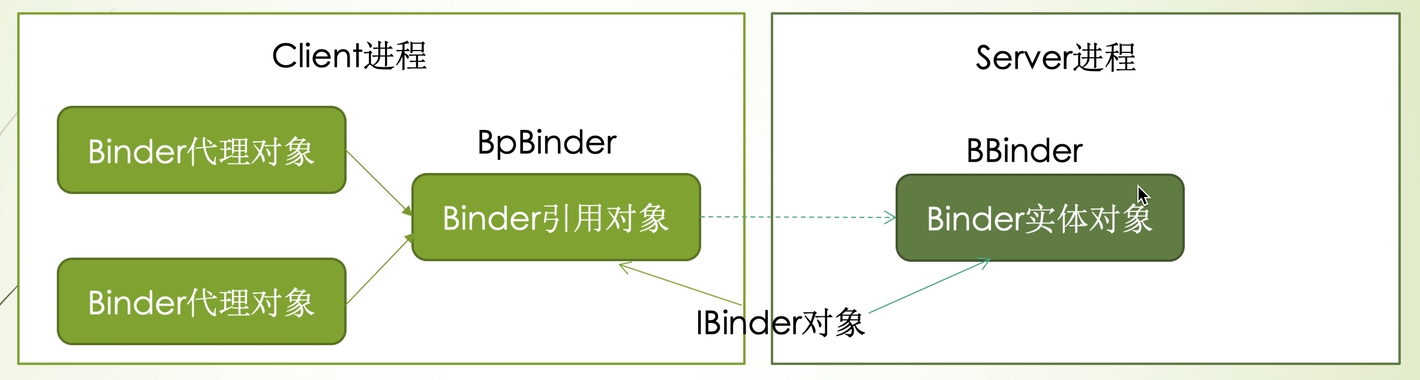 Client进程
Binder代理对象
Binder代理对象
BpBinder
Binder引用对象
Server进程
BBinder
Binder实体对象
IBinder对象